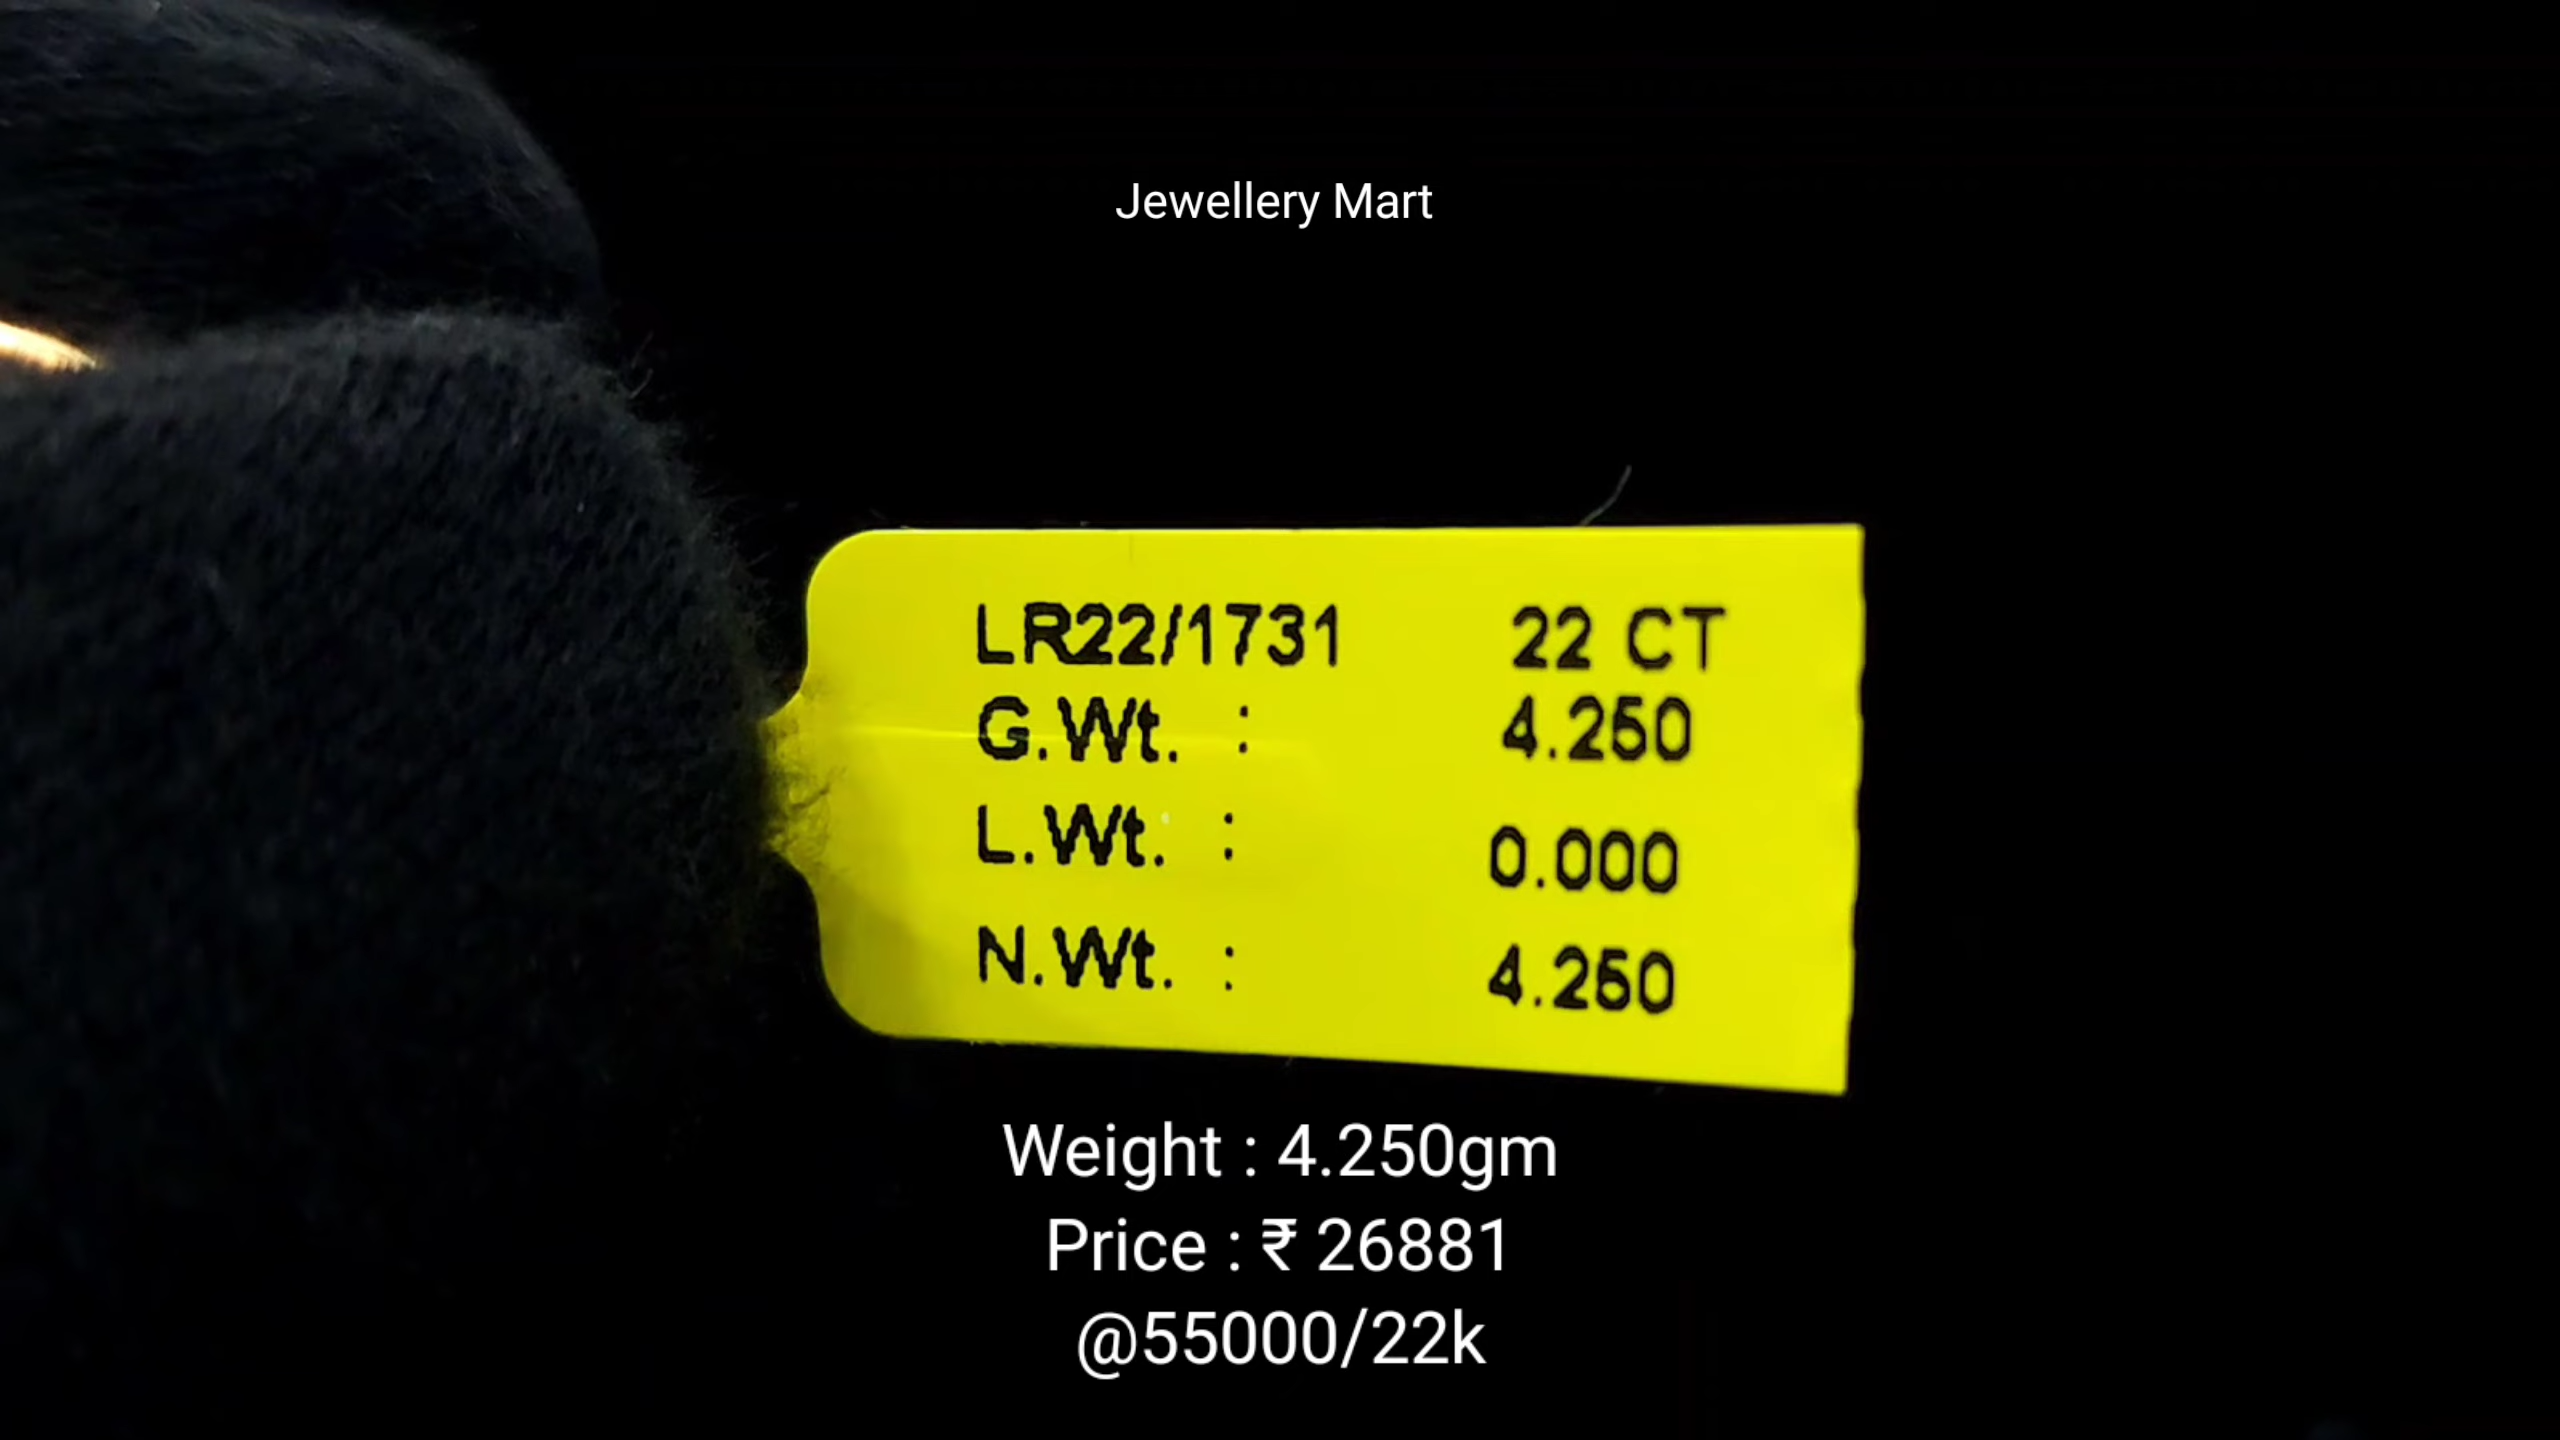 Jewellery Mart
LR22/1731 22 CT
G.Wt. : 4.250
L.Wt. : 0.000
N.Wt. : 4.250
Weight : 4.250gm
Price : ₹ 26881
@55000/22k